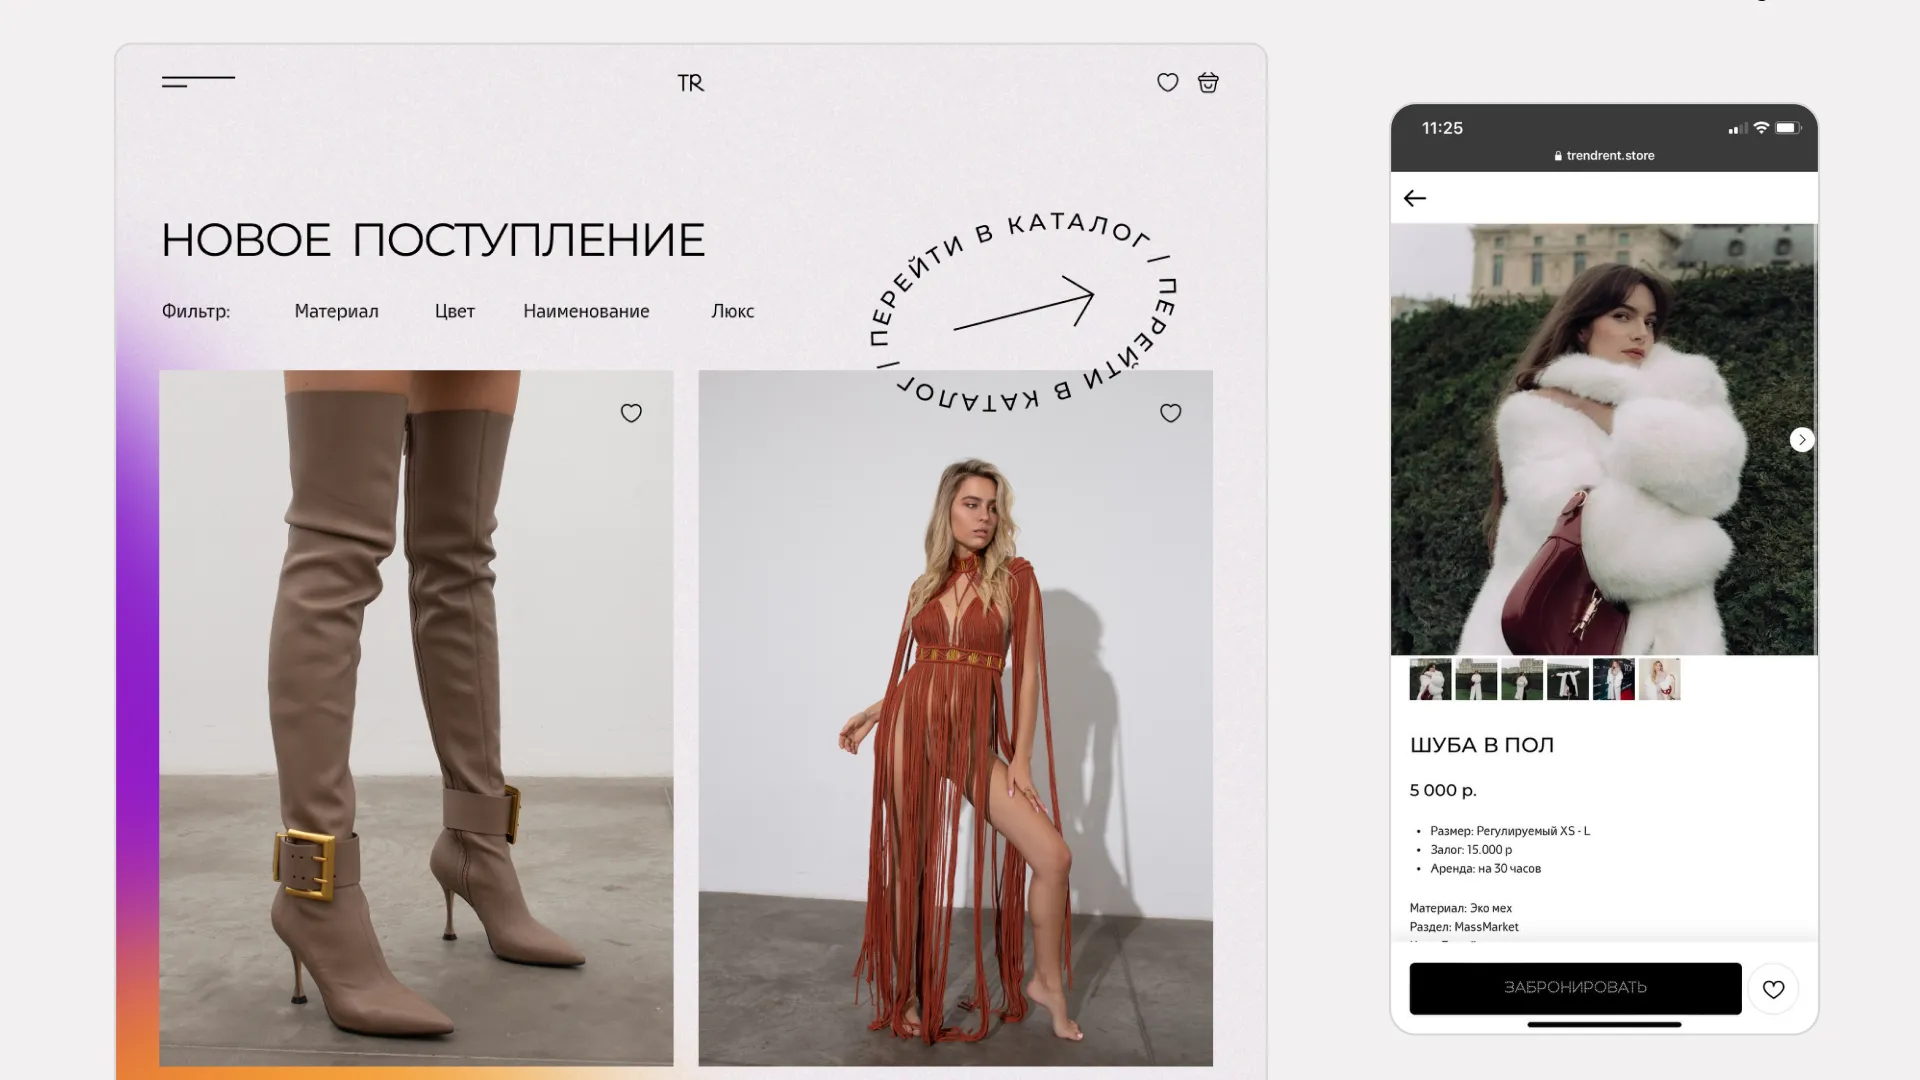 TR
НОВОЕ ПОСТУПЛЕНИЕ
ПЕРЕЙТИ В КАТАЛОГ / ПЕРЕЙТИ В КАТАЛОГ /
Фильтр: Материал Цвет Наименование Люкс
11:25
trendrent.store
ШУБА В ПОЛ
5 000 р.
• Размер: Регулируемый XS - L
• Залог: 15.000 р
• Аренда: на 30 часов
Материал: Эко мех
Раздел: MassMarket
ЗАБРОНИРОВАТЬ